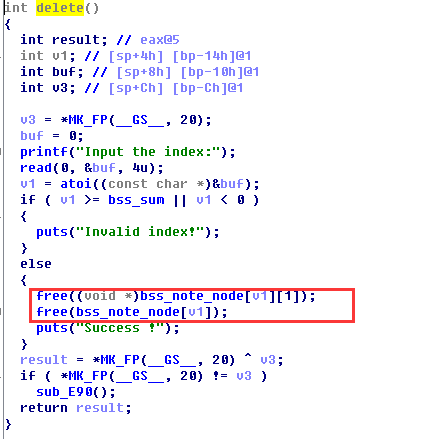 int delete()
{
  int result; // eax@5
  int v1; // [sp+4h] [bp-14h]@1
  int buf; // [sp+8h] [bp-10h]@1
  int v3; // [sp+Ch] [bp-Ch]@1

  v3 = *MK_FP(__GS__, 20);
  buf = 0;
  printf("Input the index:");
  read(0, &buf, 4u);
  v1 = atoi((const char *)&buf);
  if ( v1 >= bss_sum || v1 < 0 )
  {
    puts("Invalid index!");
  }
  else
  {
    free((void *)bss_note_node[v1][1]);
    free(bss_note_node[v1]);
    puts("Success !");
  }
  result = *MK_FP(__GS__, 20) ^ v3;
  if ( *MK_FP(__GS__, 20) != v3 )
    sub_E90();
  return result;
}